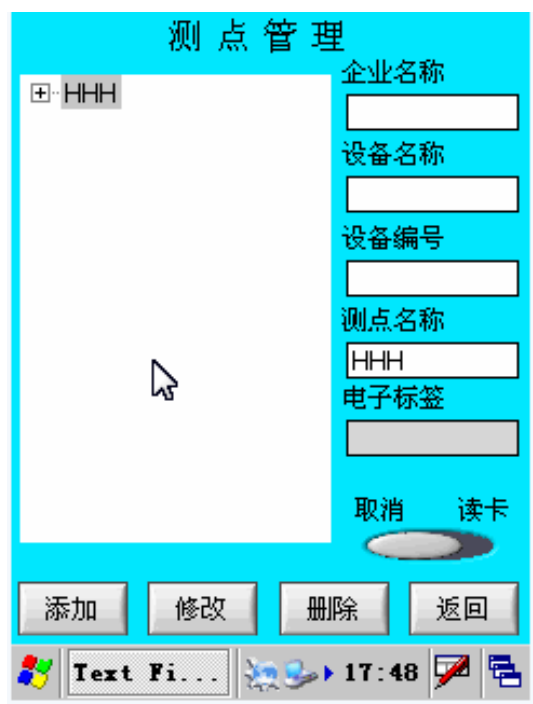 测点管理
HHH
企业名称
设备名称
设备编号
测点名称
HHH
电子标签
取消 读卡
添加 修改 删除 返回
Text Fi... 17:48